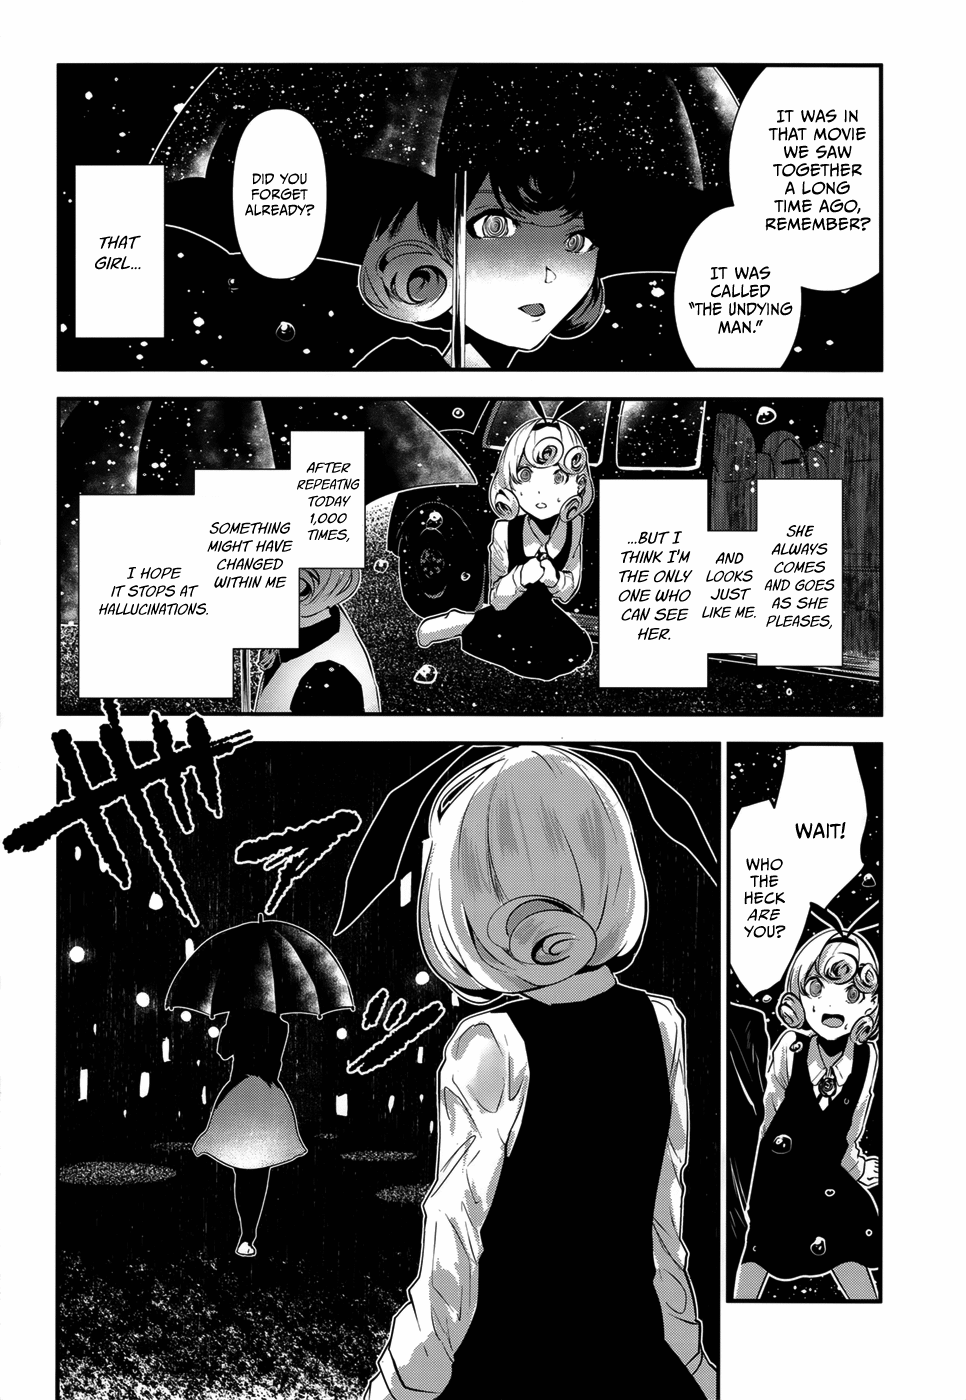 IT WAS IN
THAT MOVIE
WE SAW
TOGETHER
A LONG
TIME AGO,
REMEMBER?
IT WAS
CALLED
"THE UNDYING
MAN."
DID YOU
FORGET
ALREADY?
THAT
GIRL...
SHE
ALWAYS
COMES
AND GOES
AS SHE
PLEASES,
AND
LOOKS
JUST
LIKE ME.
...BUT I
THINK I'M
THE ONLY
ONE WHO
CAN SEE
HER.
AFTER
REPEATNG
TODAY
1,000
TIMES,
SOMETHING
MIGHT HAVE
CHANGED
WITHIN ME
I HOPE
IT STOPS AT
HALLUCINATIONS.
WAIT!
WHO
THE
HECK ARE
YOU?